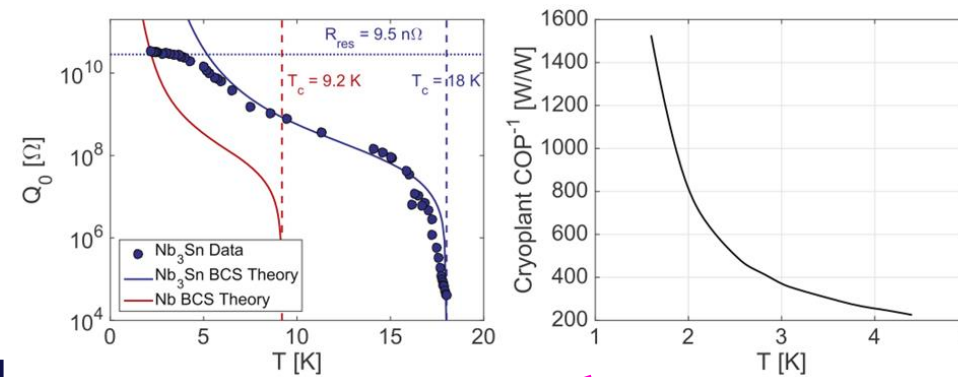 R_res = 9.5 nΩ
T_c = 9.2 K
T_c = 18 K
10^10
10^8
10^6
10^4
Q_0 [Ω]
Nb_3Sn Data
Nb_3Sn BCS Theory
Nb BCS Theory
0 5 10 15 20
T [K]
1600
1400
1200
1000
800
600
400
200
Cryoplant COP^-1 [W/W]
1 2 3 4
T [K]